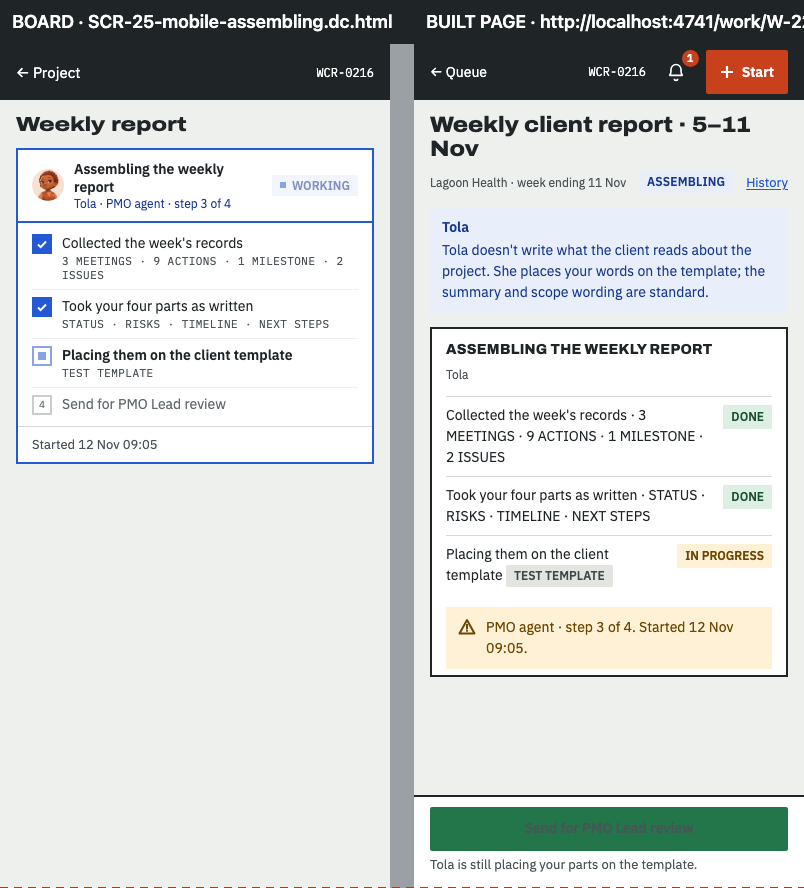 BOARD · SCR-25-mobile-assembling.dc.html
← Project
WCR-0216
Weekly report
Assembling the weekly
report
Tola · PMO agent · step 3 of 4
WORKING
Collected the week's records
3 MEETINGS · 9 ACTIONS · 1 MILESTONE · 2
ISSUES
Took your four parts as written
STATUS · RISKS · TIMELINE · NEXT STEPS
Placing them on the client template
TEST TEMPLATE
4 Send for PMO Lead review
Started 12 Nov 09:05
BUILT PAGE · http://localhost:4741/work/W-2
← Queue
WCR-0216
1
+ Start
Weekly client report · 5–11
Nov
Lagoon Health · week ending 11 Nov
ASSEMBLING
History
Tola
Tola doesn't write what the client reads about the
project. She places your words on the template; the
summary and scope wording are standard.
ASSEMBLING THE WEEKLY REPORT
Tola
Collected the week's records · 3
MEETINGS · 9 ACTIONS · 1 MILESTONE ·
2 ISSUES
DONE
Took your four parts as written · STATUS ·
RISKS · TIMELINE · NEXT STEPS
DONE
Placing them on the client
template TEST TEMPLATE
IN PROGRESS
PMO agent · step 3 of 4. Started 12 Nov
09:05.
Send for PMO Lead review
Tola is still placing your parts on the template.